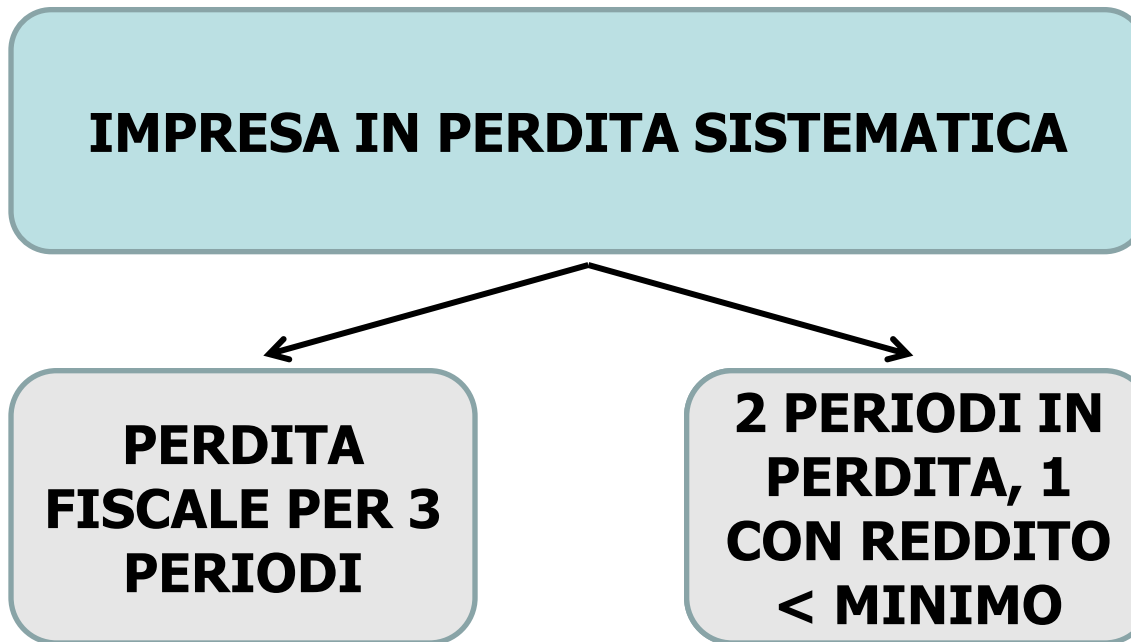 IMPRESA IN PERDITA SISTEMATICA
PERDITA
FISCALE PER 3
PERIODI
2 PERIODI IN
PERDITA, 1
CON REDDITO
< MINIMO